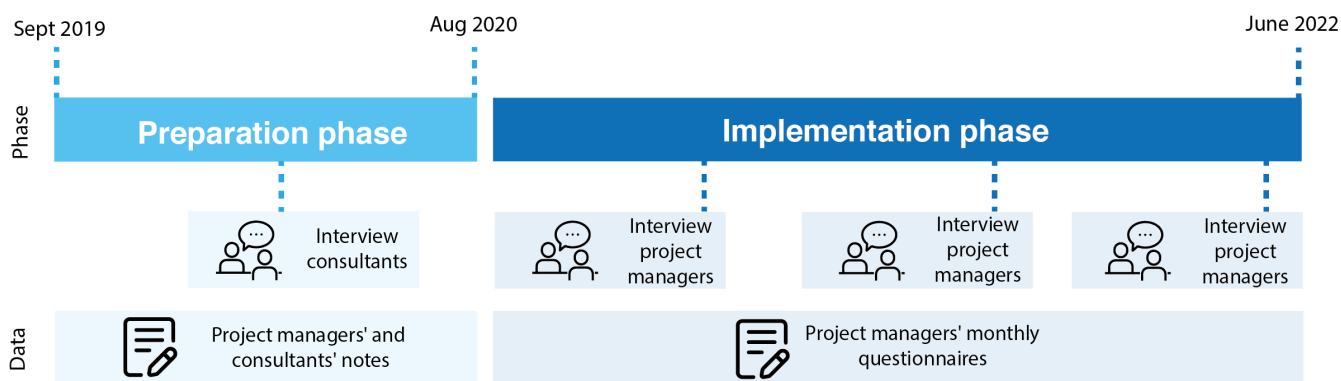 Sept 2019
Aug 2020
June 2022
Phase
Preparation phase
Implementation phase
Interview
consultants
Interview
project
managers
Interview
project
managers
Interview
project
managers
Data
Project managers' and
consultants' notes
Project managers' monthly
questionnaires